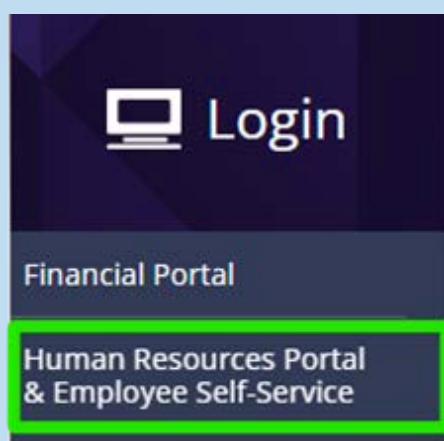 Login
Financial Portal
Human Resources Portal
& Employee Self-Service